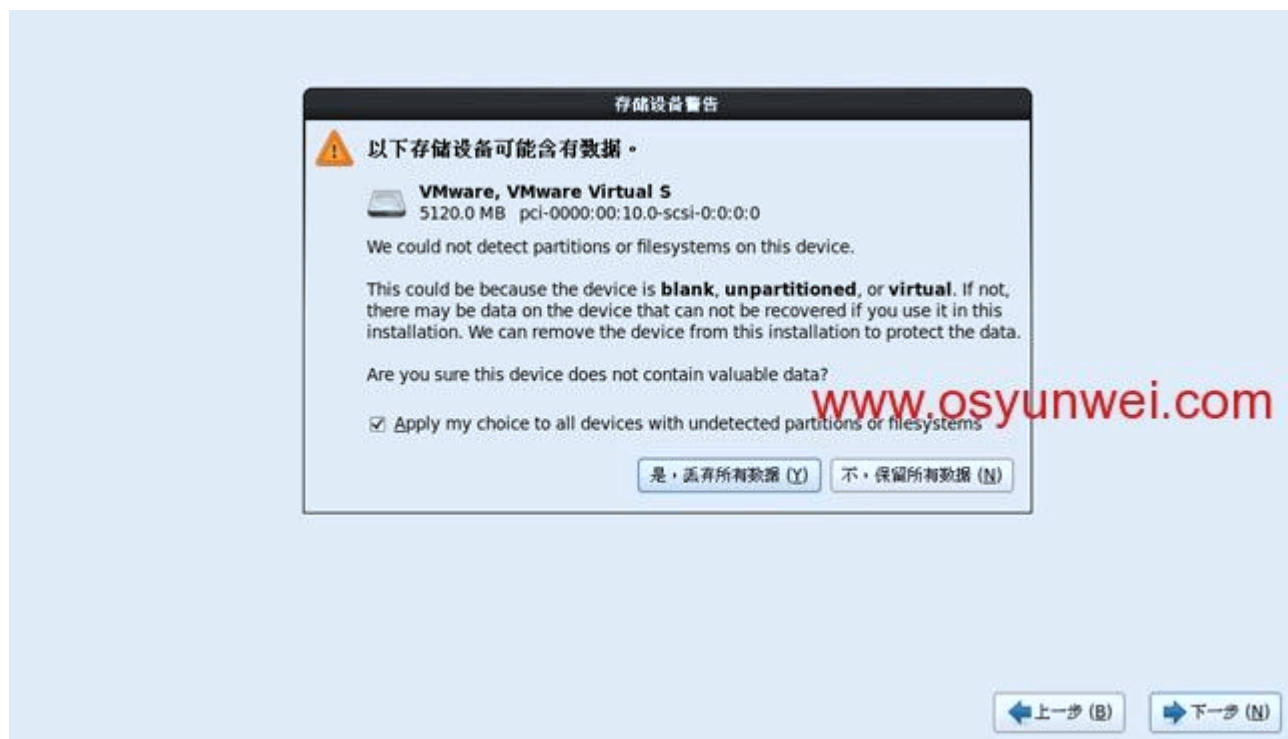 存储设备警告
以下存储设备可能含有数据。
VMware, VMware Virtual S
5120.0 MB pci-0000:00:10.0-scsi-0:0:0:0
We could not detect partitions or filesystems on this device.
This could be because the device is blank, unpartitioned, or virtual. If not,
there may be data on the device that can not be recovered if you use it in this
installation. We can remove the device from this installation to protect the data.
Are you sure this device does not contain valuable data?
www.osyunwei.com
Apply my choice to all devices with undetected partitions or filesystems
是，丢弃所有数据 (Y)
不，保留所有数据 (N)
上一步 (B)
下一步 (N)